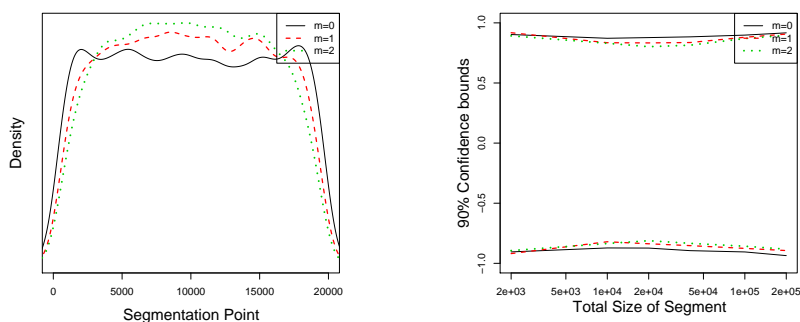 m=0
m=1
m=2
Density
0 5000 10000 15000 20000
Segmentation Point
m=0
m=1
m=2
90% Confidence bounds
1.0
0.5
0.0
−0.5
−1.0
2e+03 5e+03 1e+04 2e+04 5e+04 1e+05 2e+05
Total Size of Segment